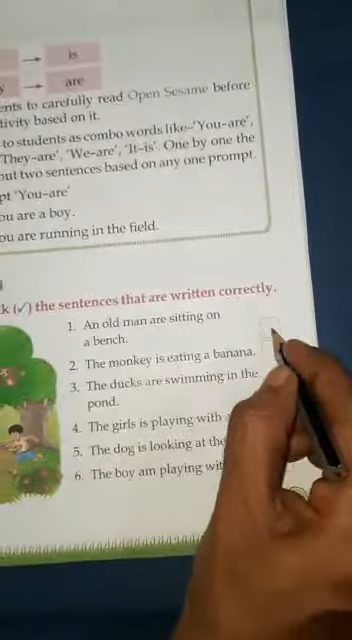 is
are
ents to carefully read Open Sesame before
tivity based on it.
to students as combo words like–'You–are',
'They–are', 'We–are', 'It–is'. One by one the
out two sentences based on any one prompt.
pt 'You–are'
ou are a boy.
ou are running in the field.
k (✓) the sentences that are written correctly.
1. An old man are sitting on
a bench.
2. The monkey is eating a banana.
3. The ducks are swimming in the
pond.
4. The girls is playing with
5. The dog is looking at the
6. The boy am playing wit